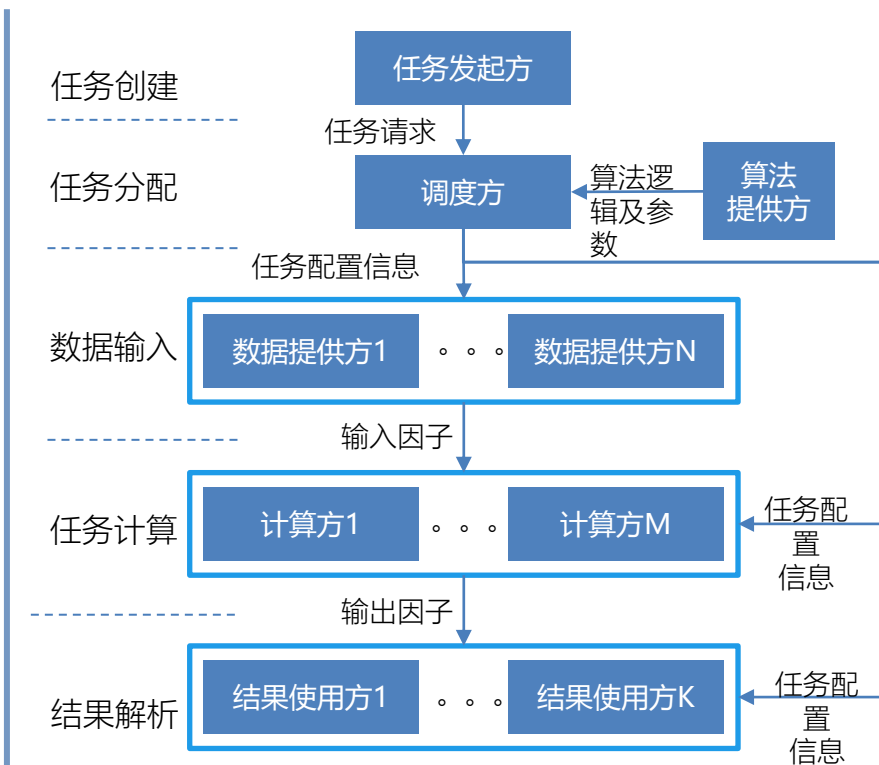 任务发起方
任务创建
任务请求
任务分配
调度方
算法逻
辑及参
数
算法
提供方
任务配置信息
数据输入
数据提供方1
。。。
数据提供方N
输入因子
任务计算
计算方1
。。。
计算方M
任务配
置
信息
输出因子
结果解析
结果使用方1
。。。
结果使用方K
任务配
置
信息